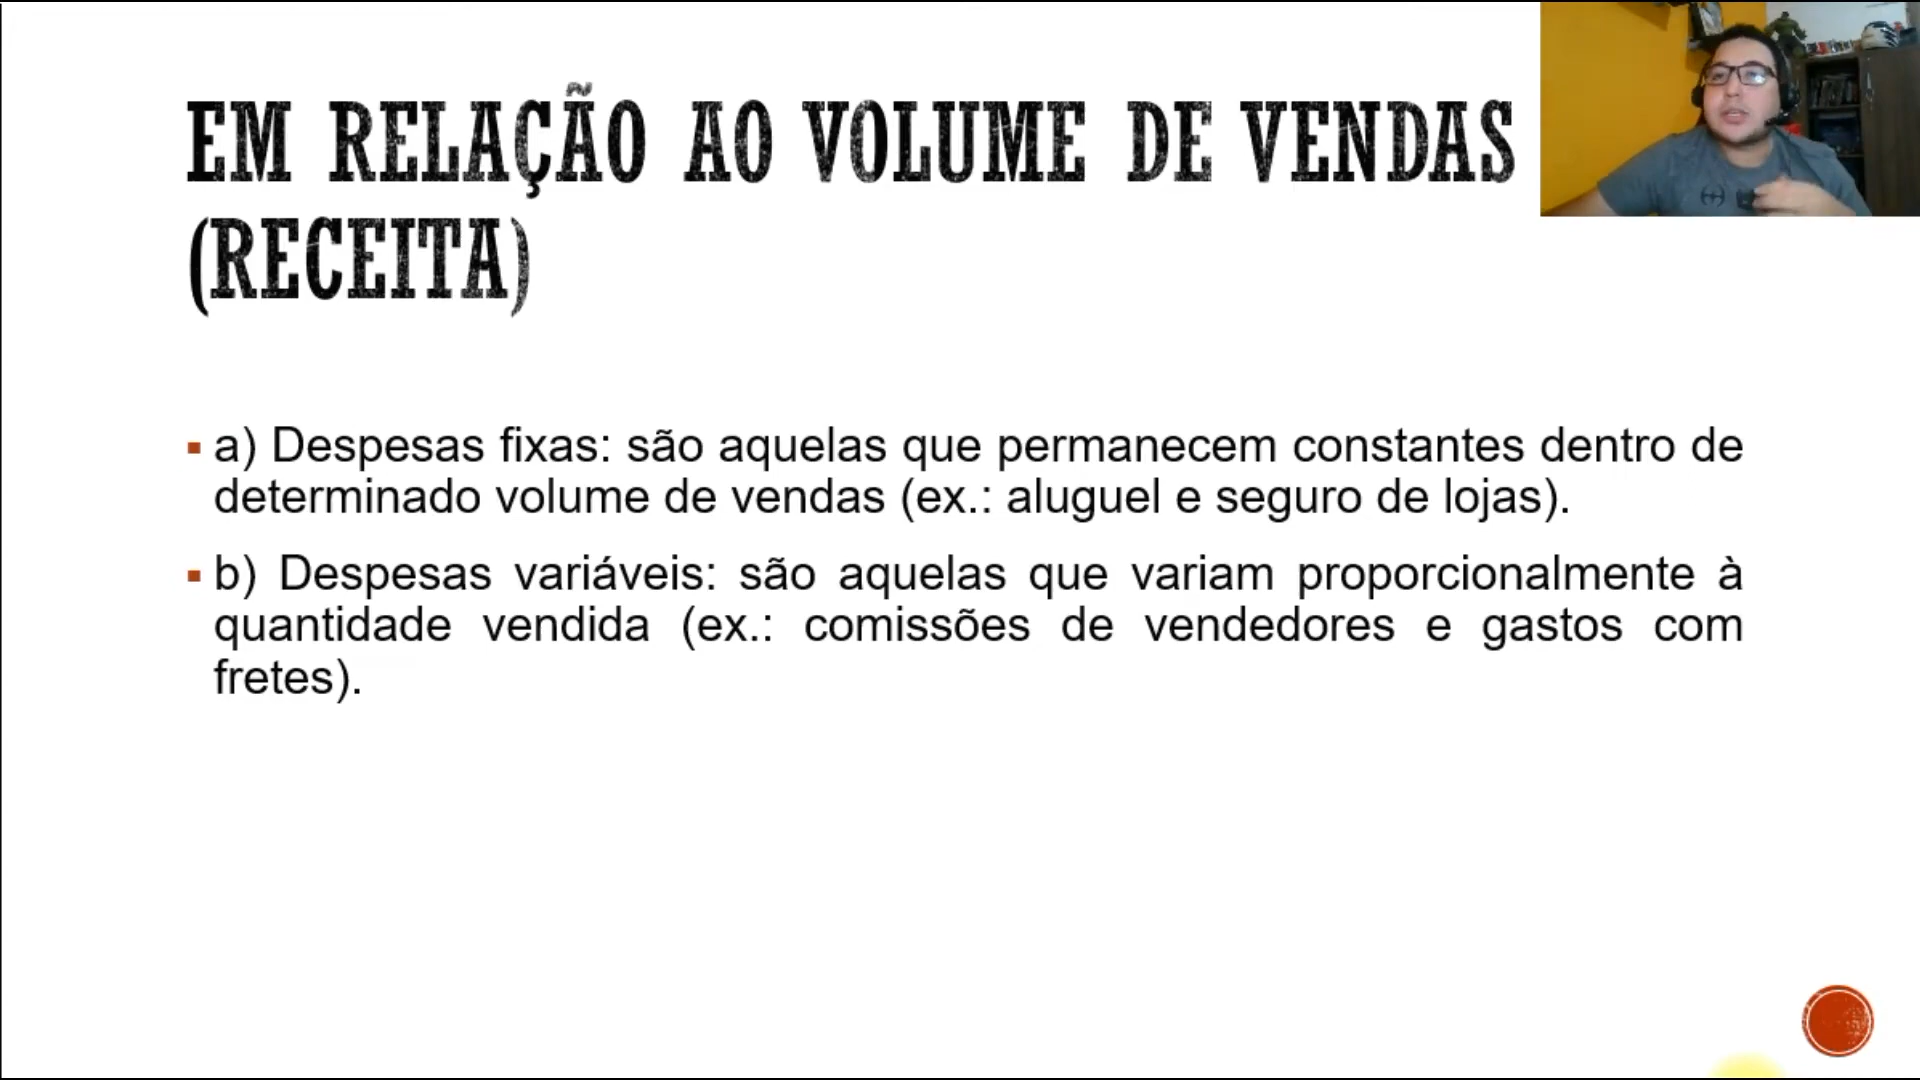 EM RELAÇÃO AO VOLUME DE VENDAS
(RECEITA)
▪ a) Despesas fixas: são aquelas que permanecem constantes dentro de
determinado volume de vendas (ex.: aluguel e seguro de lojas).
▪ b) Despesas variáveis: são aquelas que variam proporcionalmente à
quantidade vendida (ex.: comissões de vendedores e gastos com
fretes).